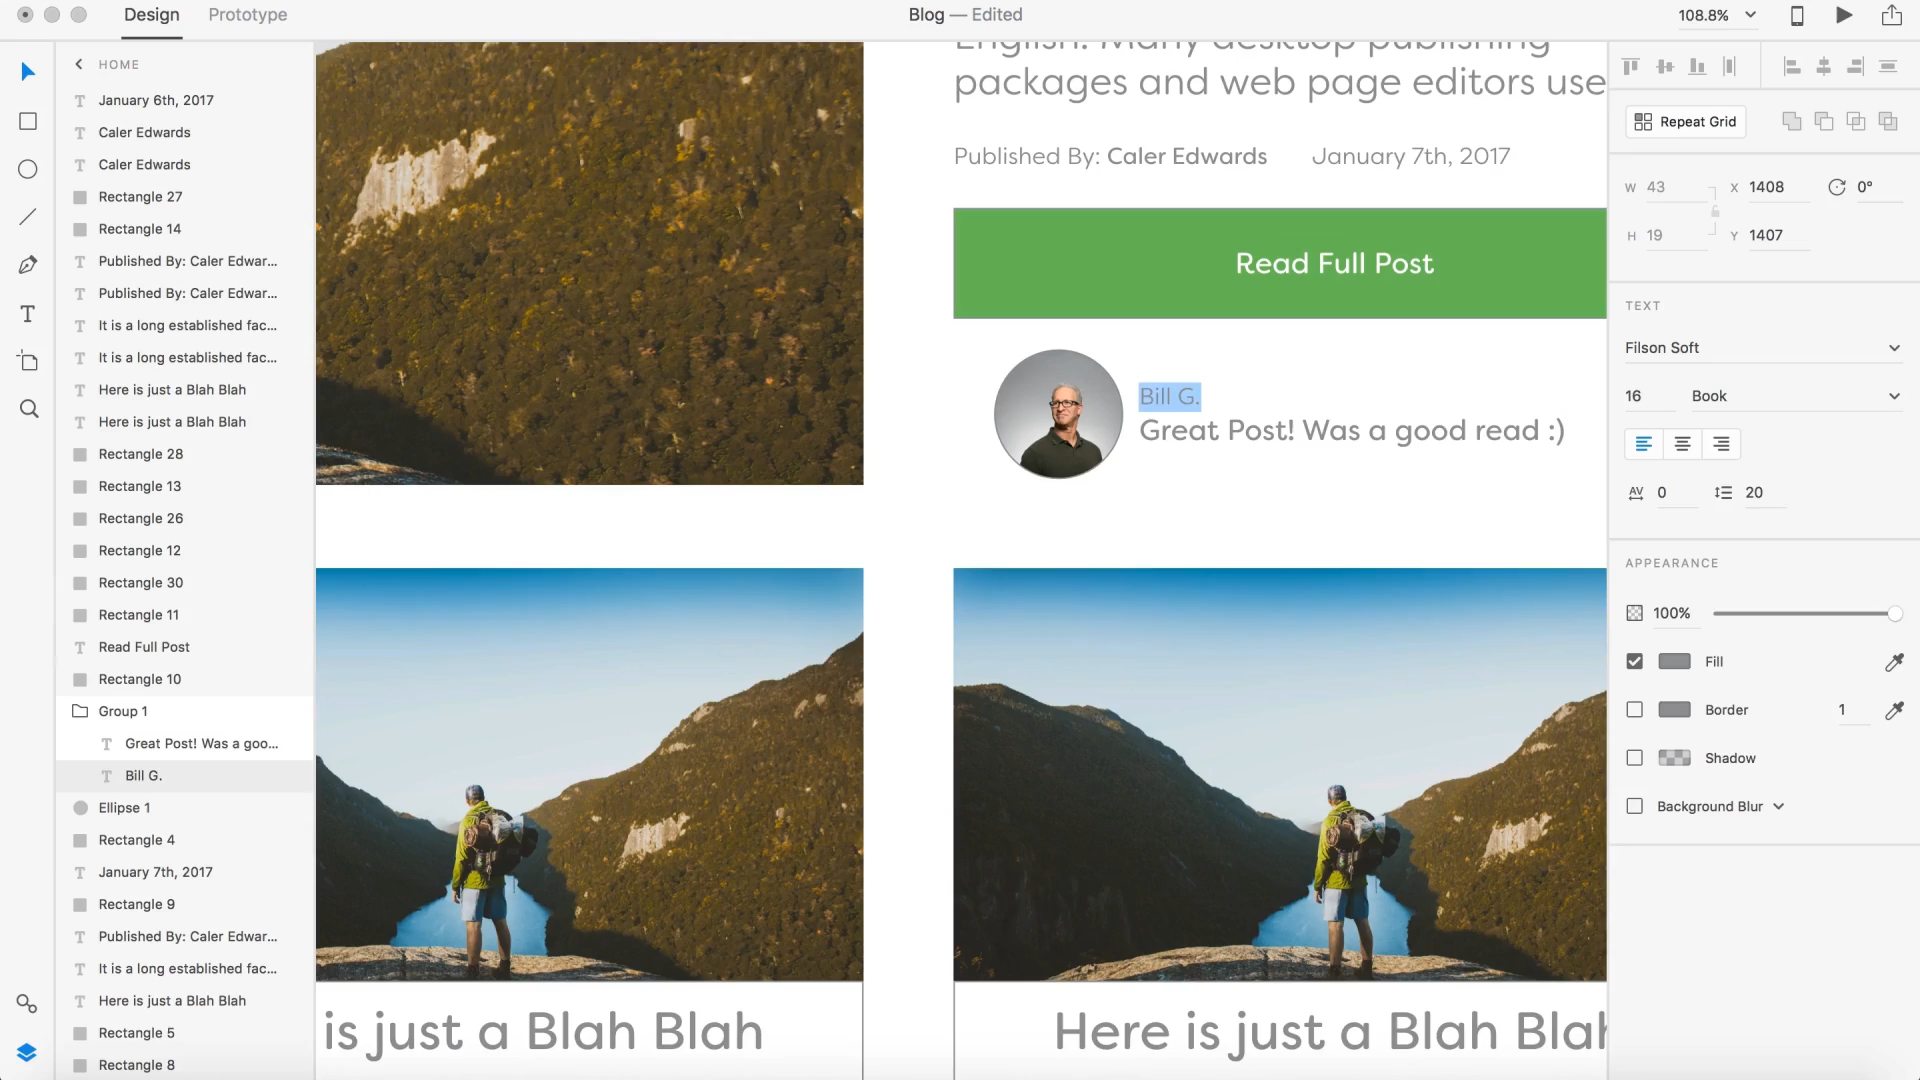 Design Prototype Blog — Edited 108.8%
HOME
January 6th, 2017
Caler Edwards
Caler Edwards
Rectangle 27
Rectangle 14
Published By: Caler Edwar...
Published By: Caler Edwar...
It is a long established fac...
It is a long established fac...
Here is just a Blah Blah
Here is just a Blah Blah
Rectangle 28
Rectangle 13
Rectangle 26
Rectangle 12
Rectangle 30
Rectangle 11
Read Full Post
Rectangle 10
Group 1
Great Post! Was a goo...
Bill G.
Ellipse 1
Rectangle 4
January 7th, 2017
Rectangle 9
Published By: Caler Edwar...
It is a long established fac...
Here is just a Blah Blah
Rectangle 5
Rectangle 8
English. Many desktop publishing
packages and web page editors use
Published By: Caler Edwards January 7th, 2017
Read Full Post
Bill G.
Great Post! Was a good read :)
is just a Blah Blah
Here is just a Blah Blah
Repeat Grid
W 43 X 1408 0°
H 19 Y 1407
TEXT
Filson Soft
16 Book
AV 0 20
APPEARANCE
100%
Fill
Border 1
Shadow
Background Blur